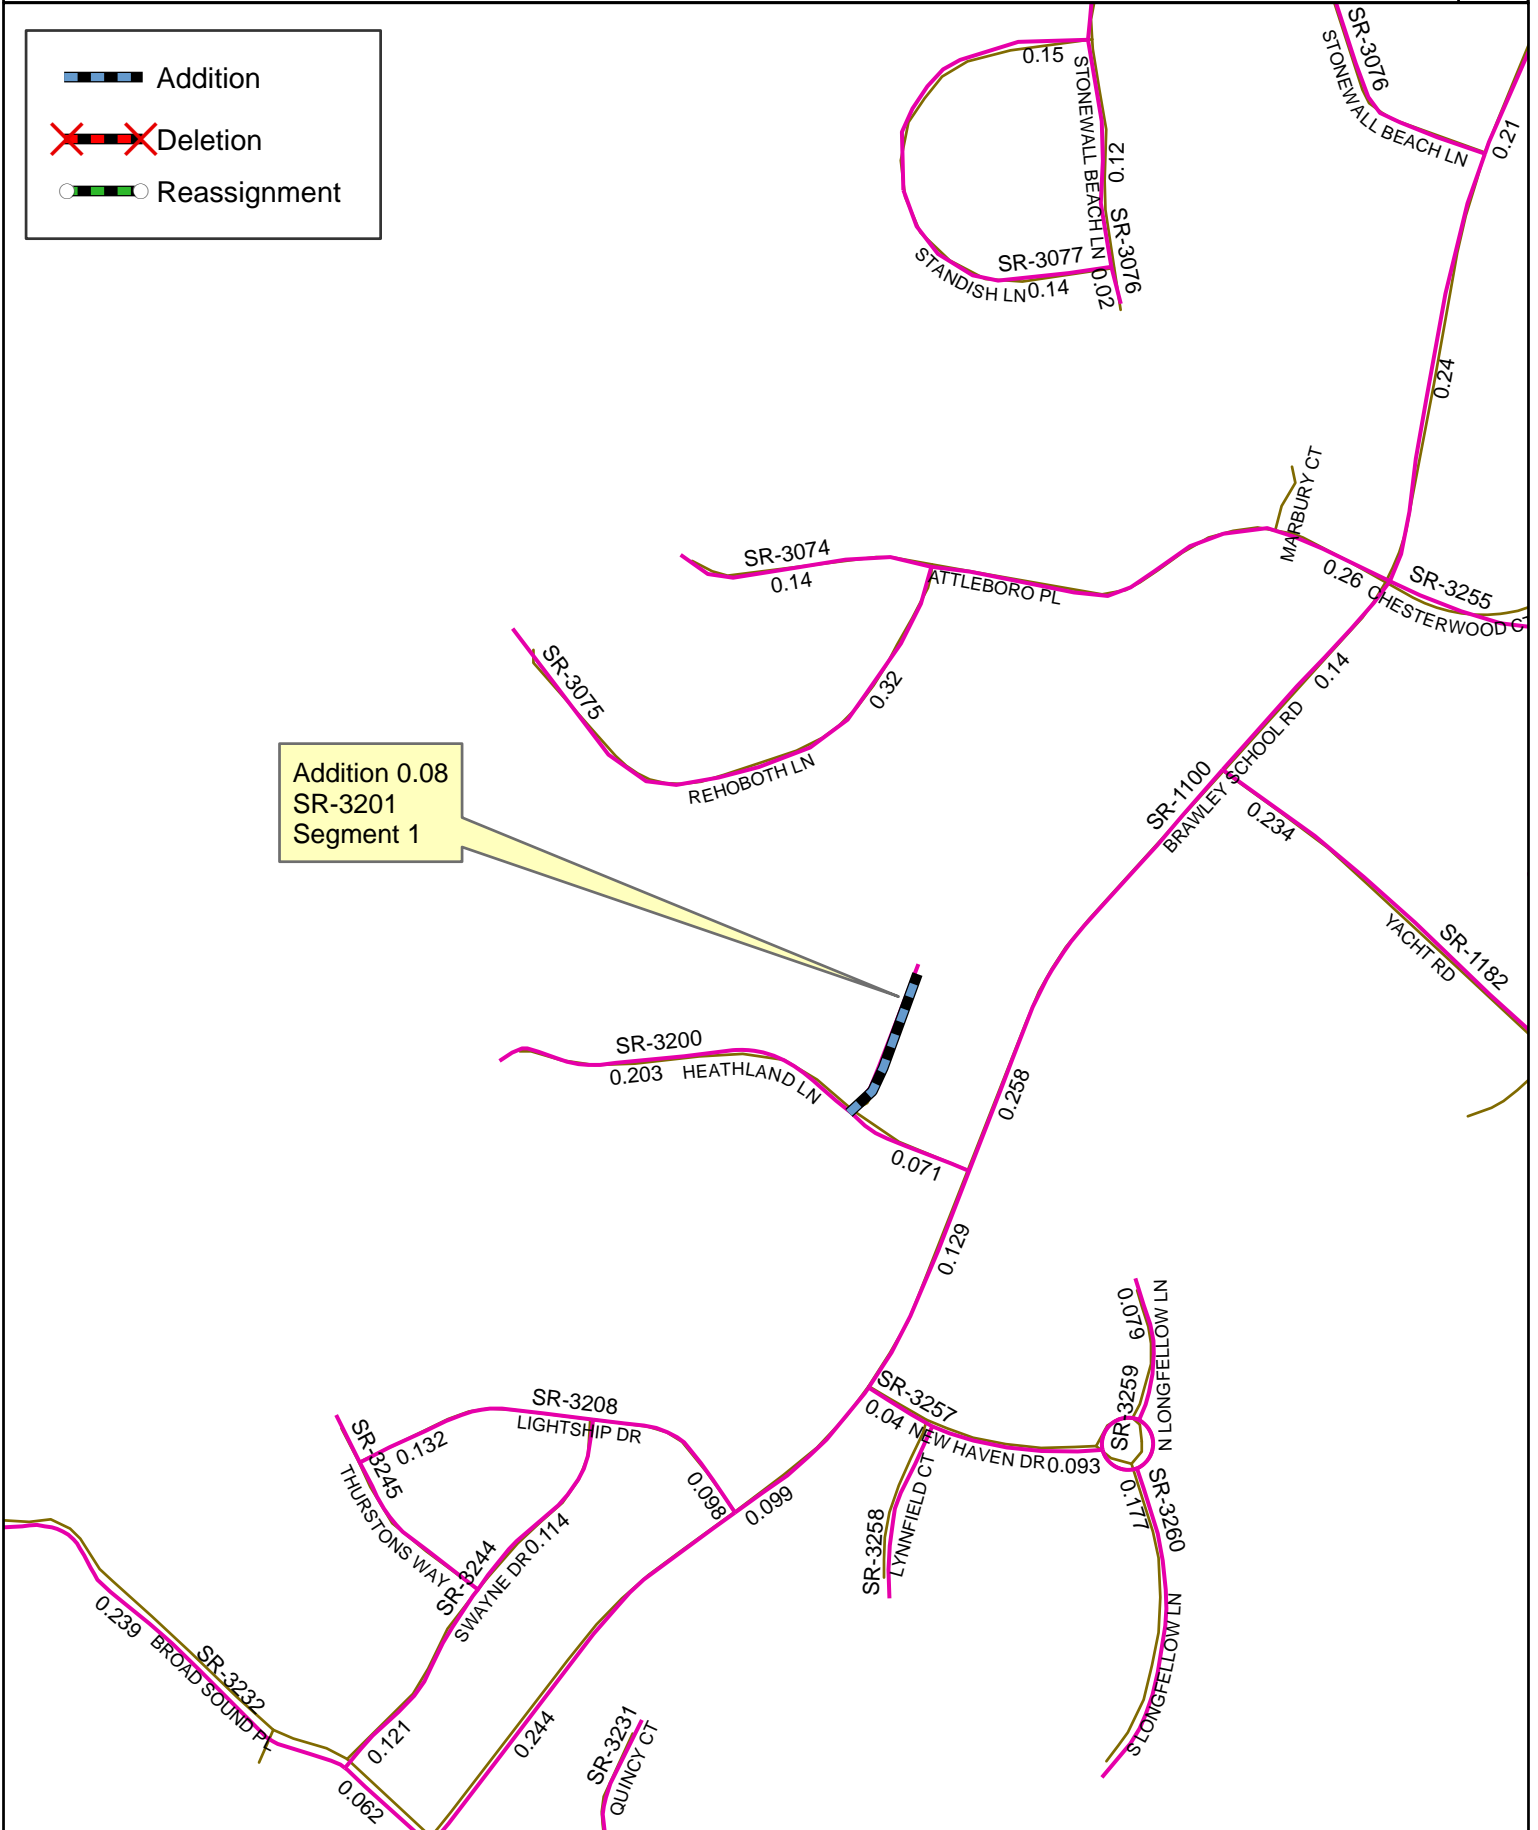 Addition
Deletion
Reassignment
0.15
STONEWALL BEACH LN
0.12
SR-3076
SR-3077
STANDISH LN
0.14
0.02
SR-3076
STONEWALL BEACH LN
0.21
0.24
MARBURY CT
SR-3074
0.14
ATTLEBORO PL
0.26
SR-3255
CHESTERWOOD CT
SR-3075
0.32
REHOBOTH LN
0.14
SR-1100
BRAWLEY SCHOOL RD
0.234
YACHT RD
SR-1182
Addition 0.08
SR-3201
Segment 1
SR-3200
0.203
HEATHLAND LN
0.071
0.258
0.129
0.079
N LONGFELLOW LN
SR-3259
SR-3257
0.04
NEW HAVEN DR
0.093
SR-3258
LYNNFIELD CT
0.177
SR-3260
S LONGFELLOW LN
SR-3208
LIGHTSHIP DR
0.132
SR-3245
THURSTONS WAY
0.098
0.099
SR-3244
SWAYNE DR
0.114
0.239
BROAD SOUND PL
SR-3232
0.121
0.062
0.244
SR-3231
QUINCY CT